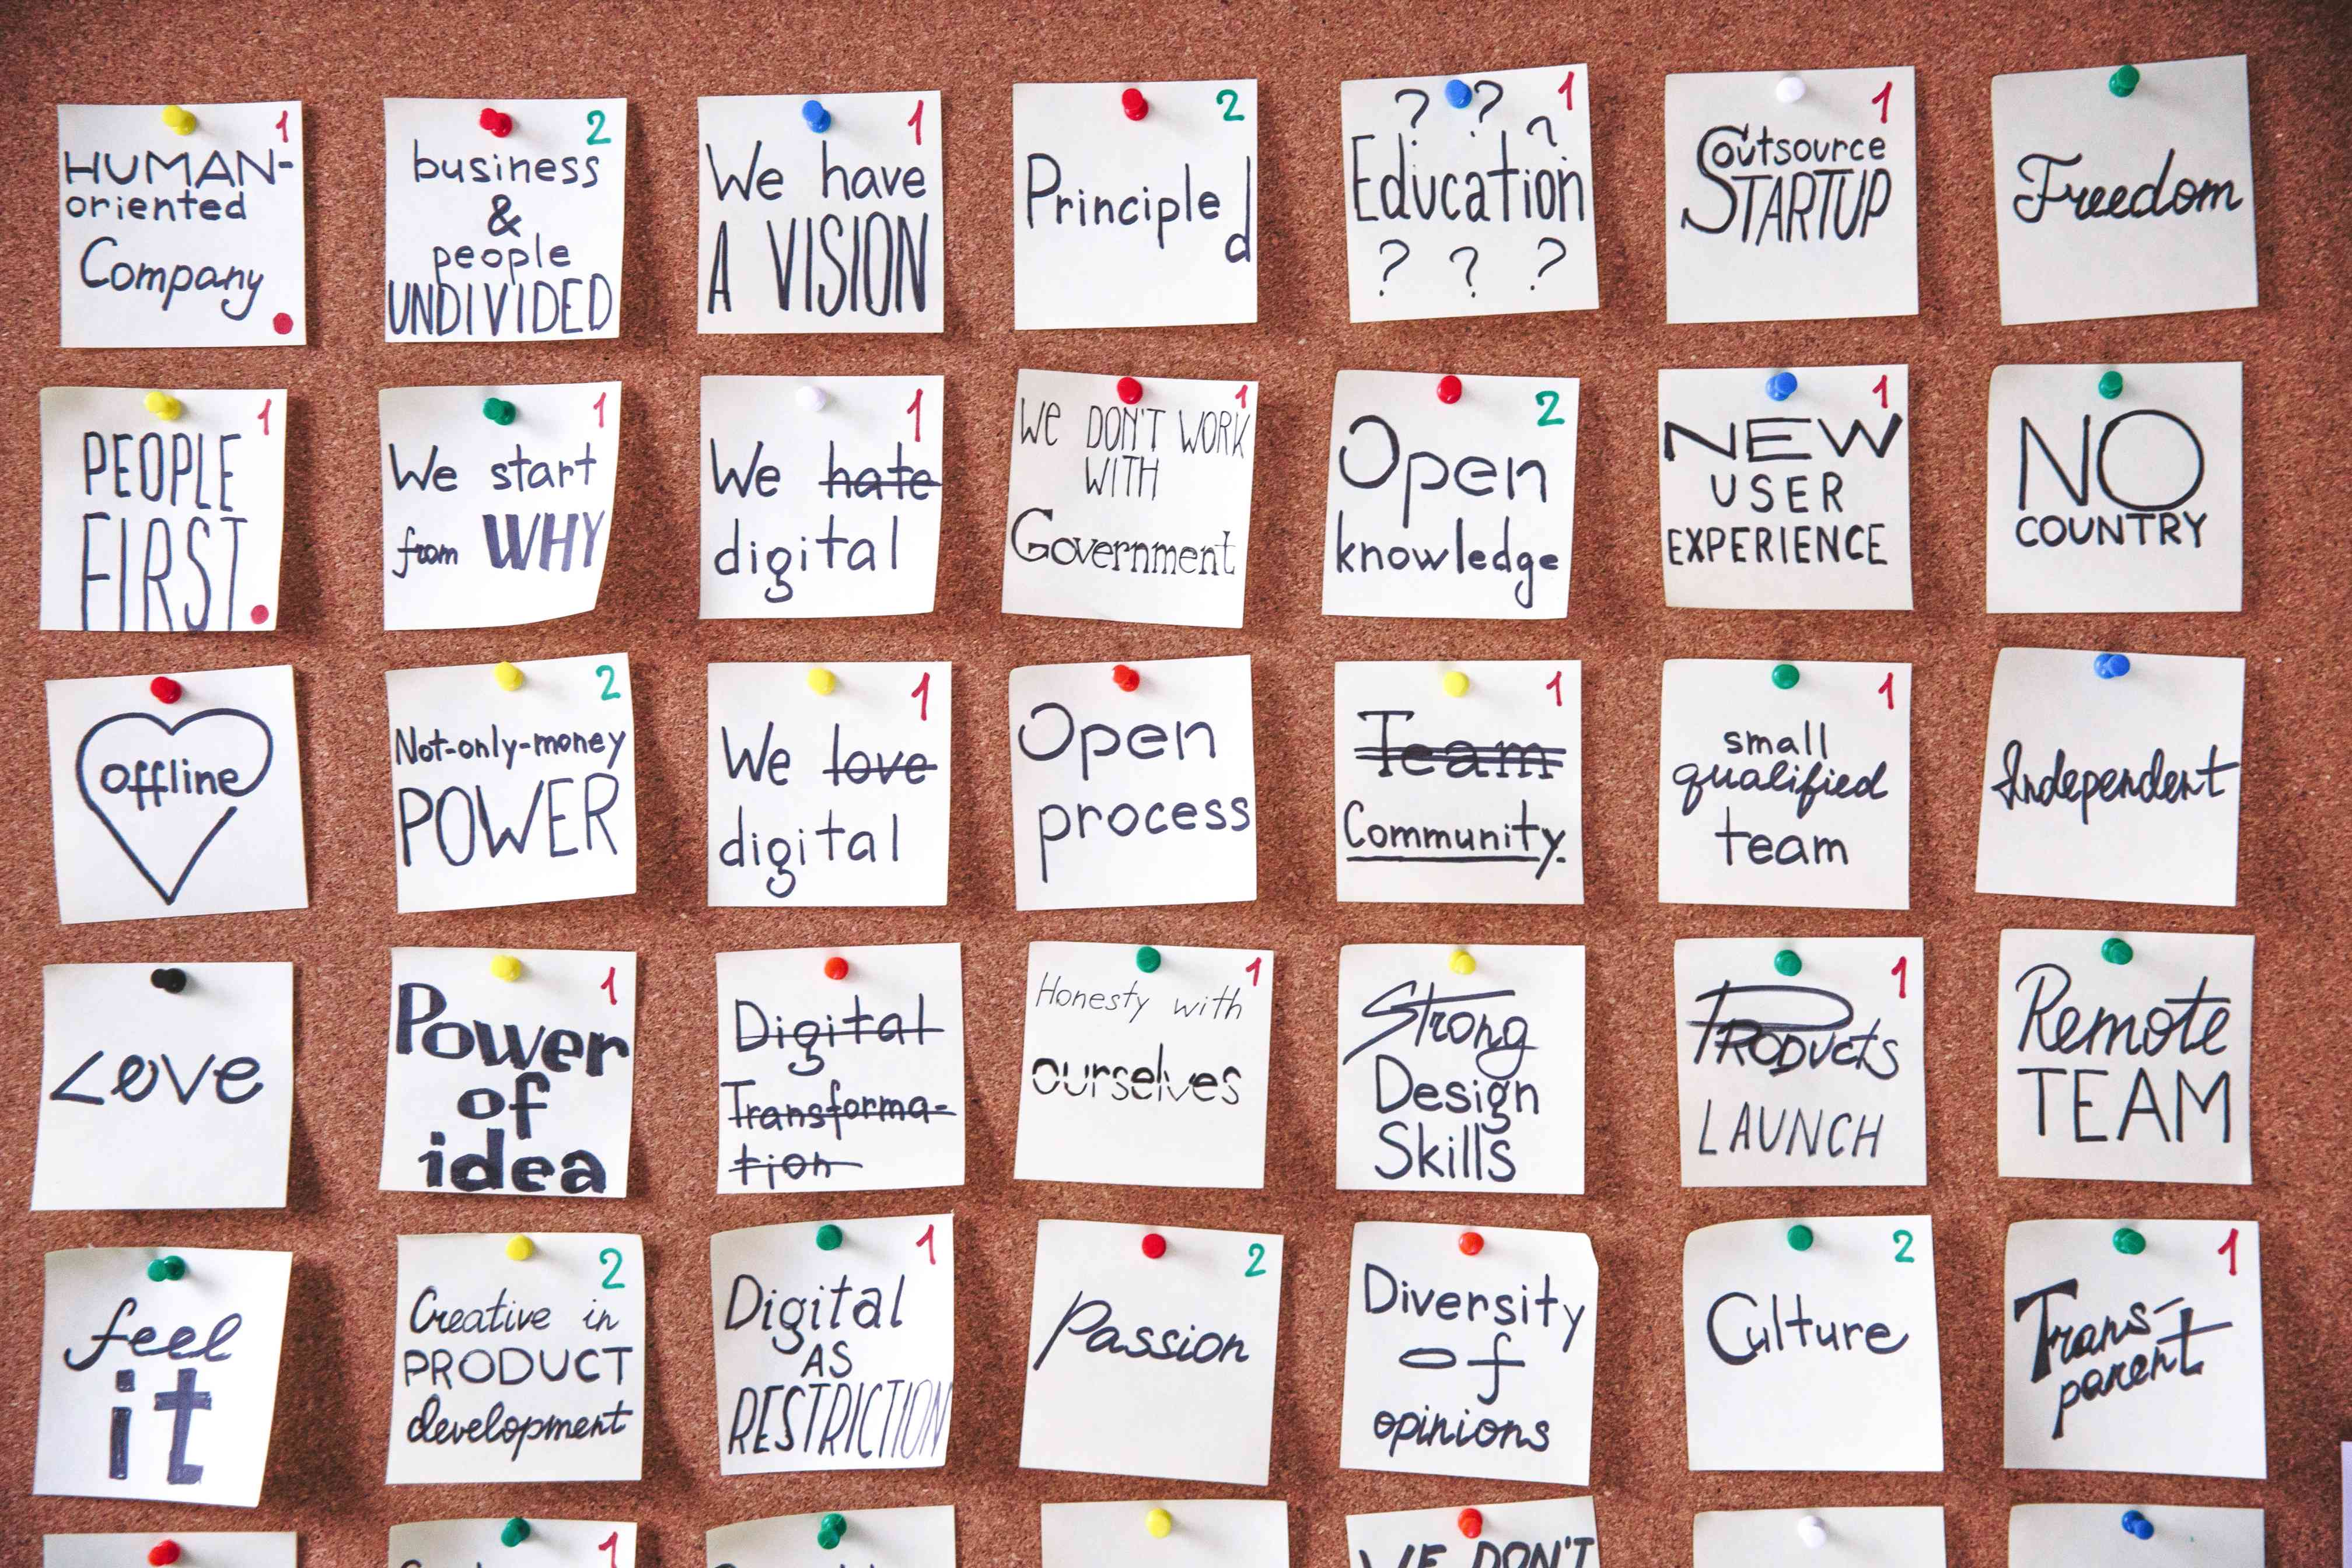 1
HUMAN-
oriented
Company
2
business
&
people
UNDIVIDED
1
We have
A VISION
2
Principle
d
1
? ? ?
Education
? ? ?
1
Outsource
STARTUP
Freedom
1
PEOPLE
FIRST
1
We start
from WHY
1
We hate
digital
1
WE DON'T WORK
WITH
Government
2
Open
knowledge
1
NEW
USER
EXPERIENCE
NO
COUNTRY
offline
2
Not-only-money
POWER
1
We love
digital
Open
process
1
Team
Community.
1
small
qualified
team
Independent
Love
1
Power
of
idea
Digital
Transforma-
tion
1
Honesty with
ourselves
Strong
Design
Skills
1
PRODUcts
LAUNCH
Remote
TEAM
feel
it
2
Creative in
PRODUCT
development
1
Digital
AS
RESTRICTION
2
Passion
Diversity
of
opinions
2
Culture
1
Trans-
parent
1
WE DON'T